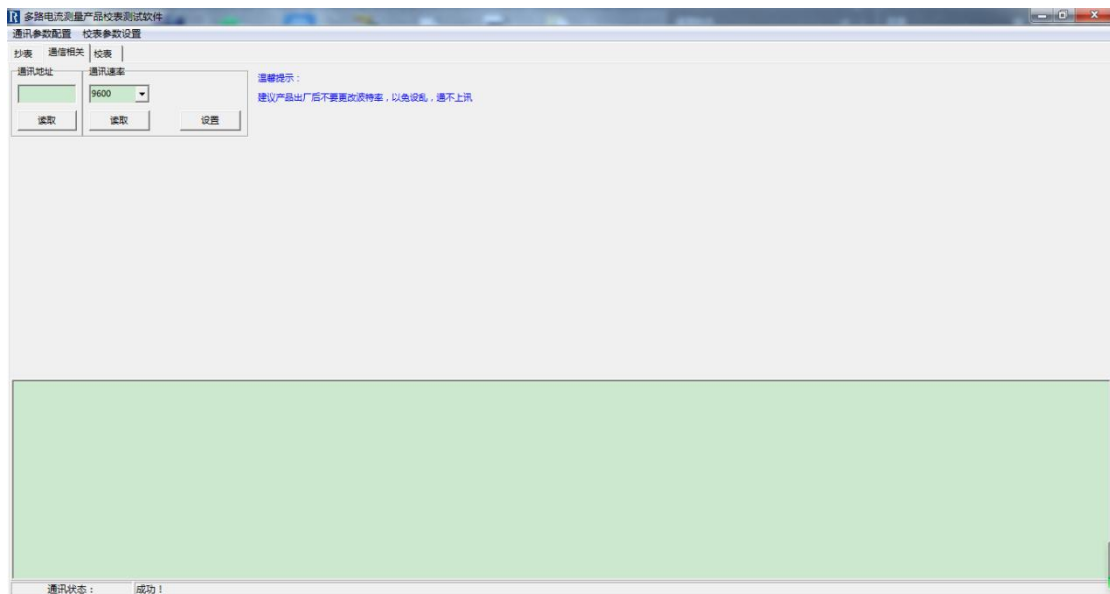 R 多路电流测量产品校表测试软件
通讯参数配置 校表参数设置
抄表 通信相关 校表
通讯地址 通讯速率
9600
读取 读取 设置
温馨提示：
建议产品出厂后不要更改波特率，以免设乱，通不上讯
通讯状态： 成功！